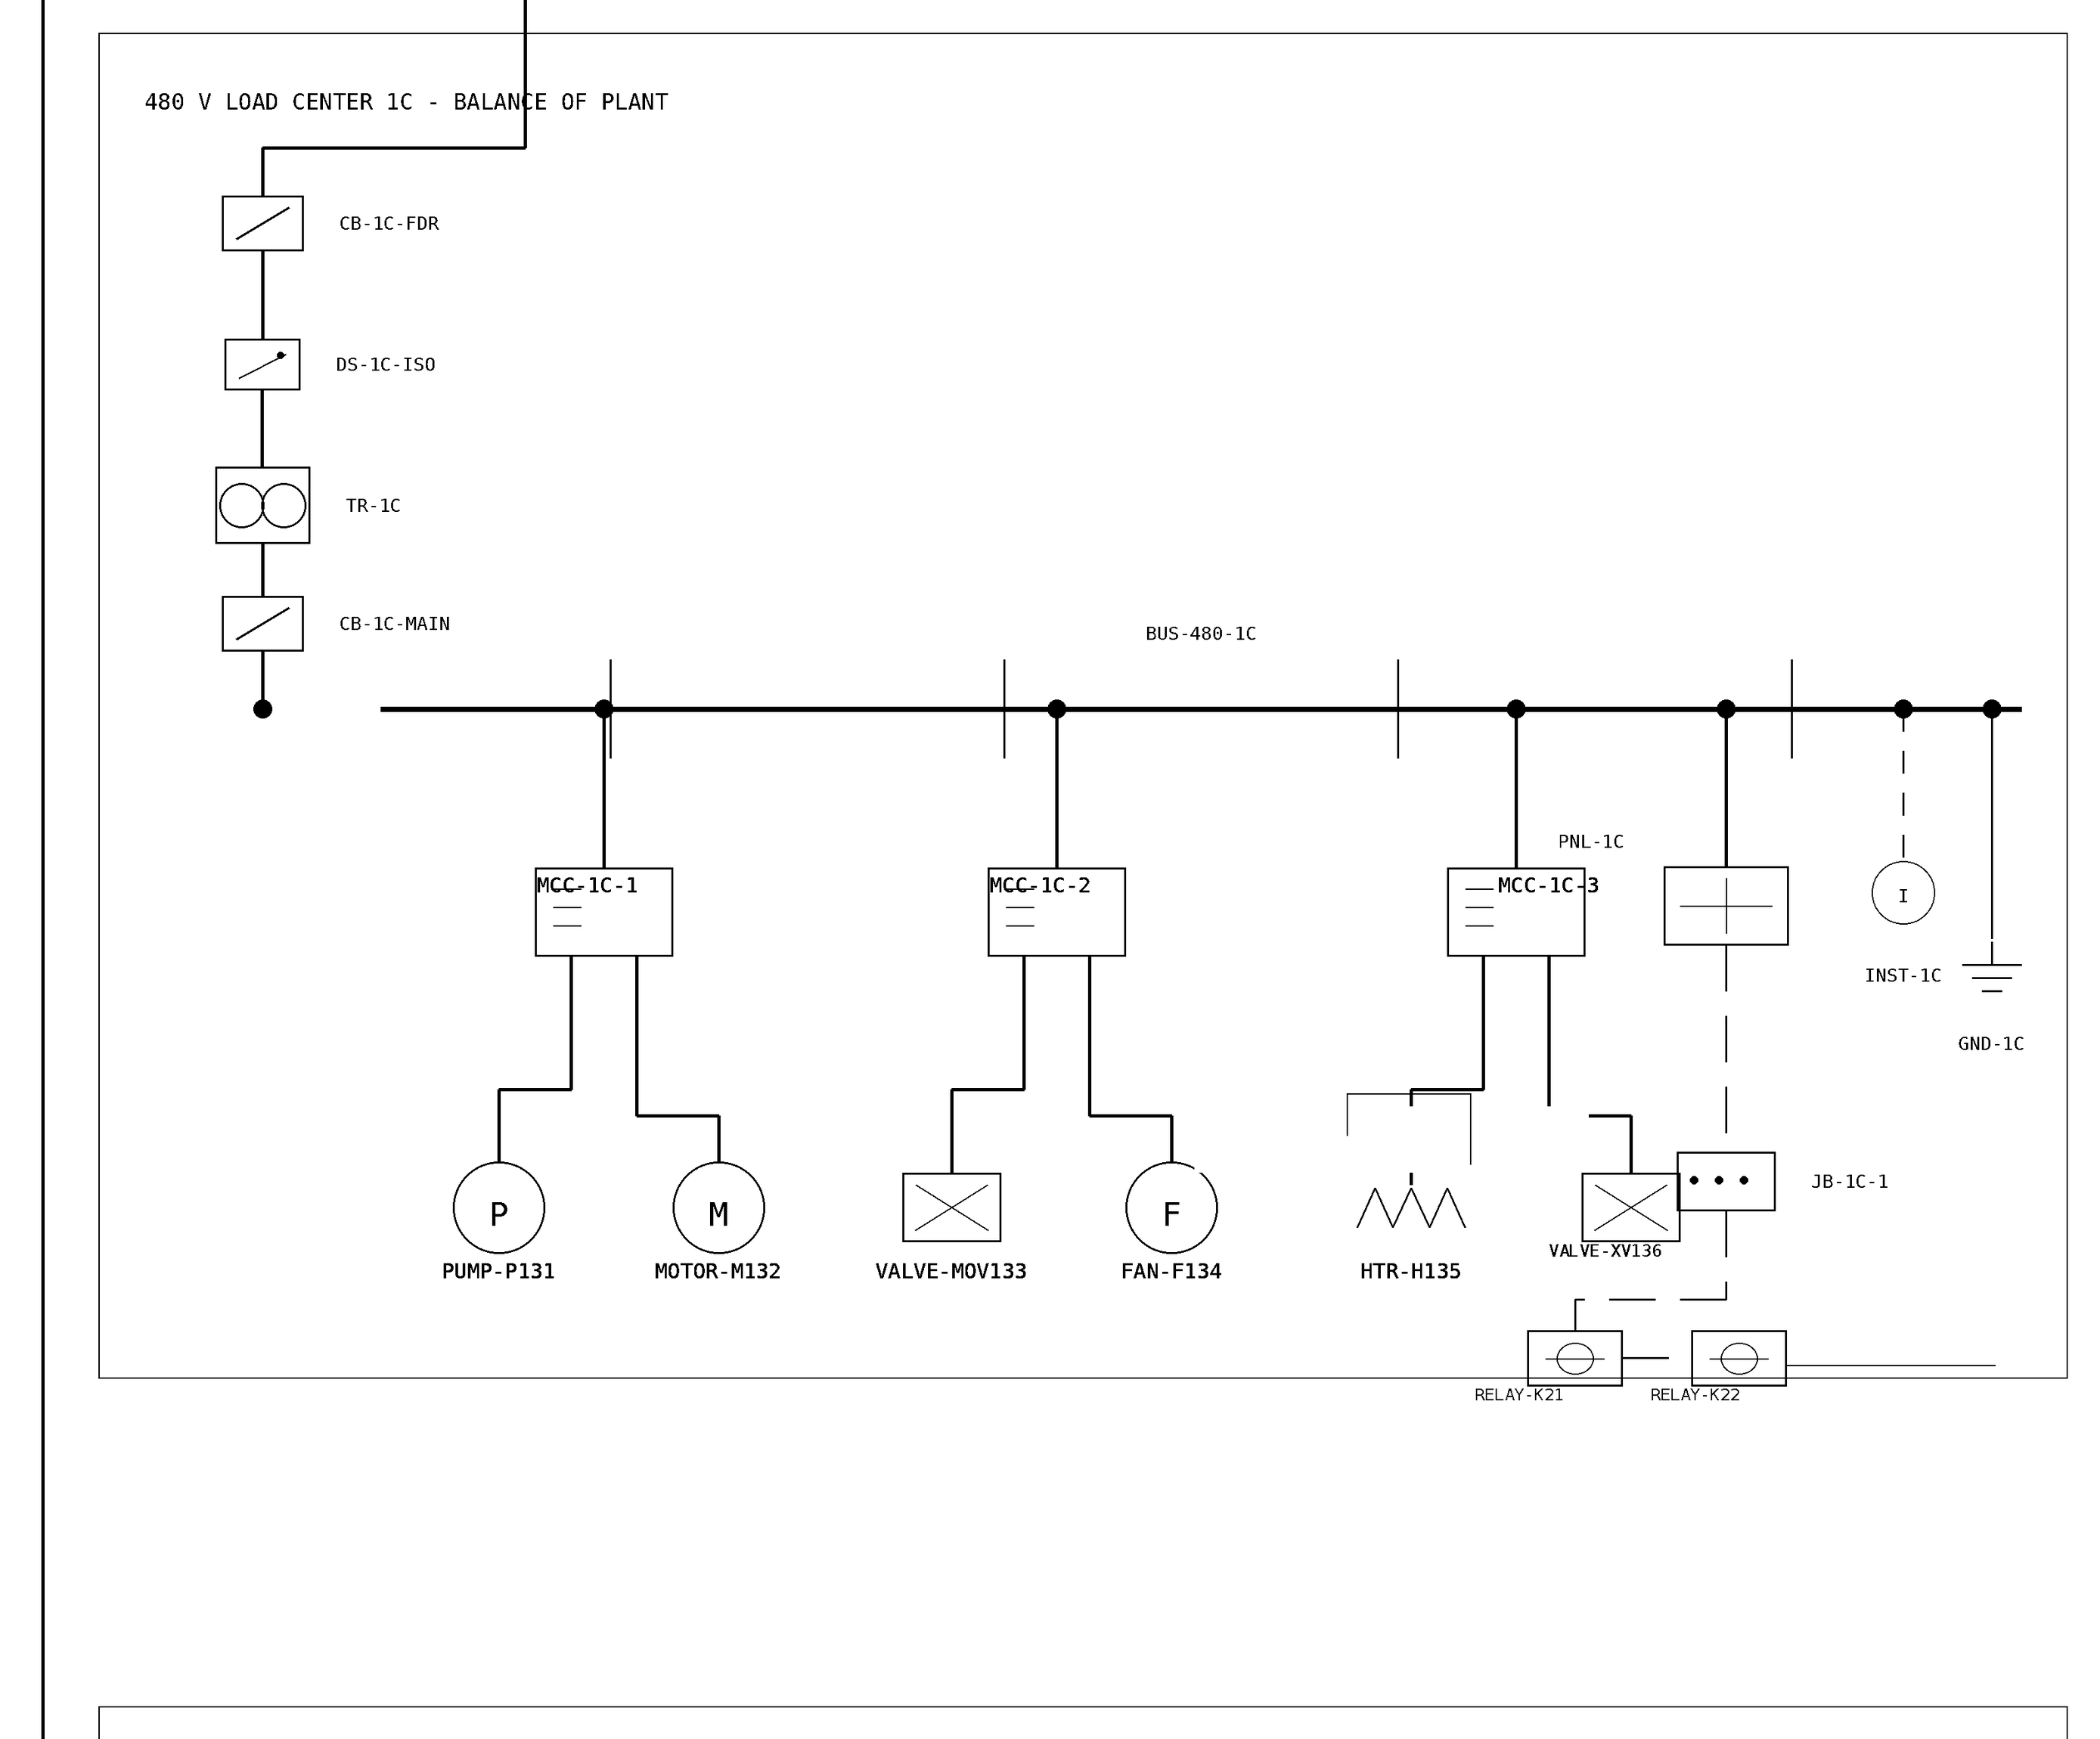 480 V LOAD CENTER 1C - BALANCE OF PLANT
CB-1C-FDR
DS-1C-ISO
TR-1C
CB-1C-MAIN
BUS-480-1C
PNL-1C
MCC-1C-1
MCC-1C-2
MCC-1C-3
I
INST-1C
GND-1C
JB-1C-1
P
M
F
VALVE-XV136
PUMP-P131
MOTOR-M132
VALVE-MOV133
FAN-F134
HTR-H135
RELAY-K21
RELAY-K22